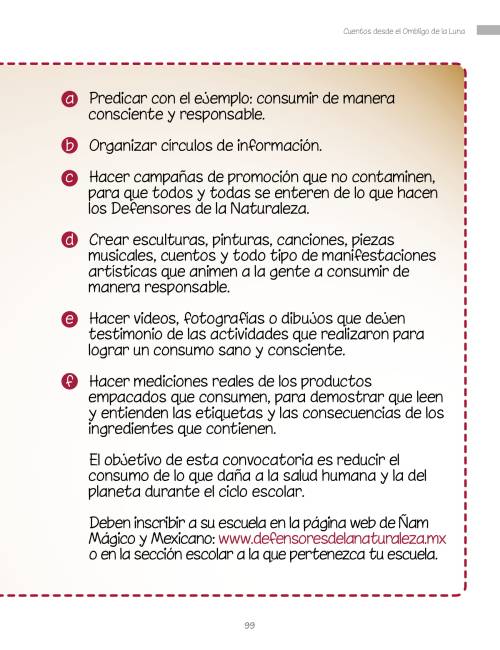 Cuentos desde el Ombligo de la Luna
a Predicar con el ejemplo: consumir de manera
consciente y responsable.
b Organizar círculos de información.
c Hacer campañas de promoción que no contaminen,
para que todos y todas se enteren de lo que hacen
los Defensores de la Naturaleza.
d Crear esculturas, pinturas, canciones, piezas
musicales, cuentos y todo tipo de manifestaciones
artísticas que animen a la gente a consumir de
manera responsable.
e Hacer videos, fotografías o dibujos que dejen
testimonio de las actividades que realizaron para
lograr un consumo sano y consciente.
f Hacer mediciones reales de los productos
empacados que consumen, para demostrar que leen
y entienden las etiquetas y las consecuencias de los
ingredientes que contienen.
El objetivo de esta convocatoria es reducir el
consumo de lo que daña a la salud humana y la del
planeta durante el ciclo escolar.
Deben inscribir a su escuela en la página web de Ñam
Mágico y Mexicano: www.defensoresdelanaturaleza.mx
o en la sección escolar a la que pertenezca tu escuela.
99